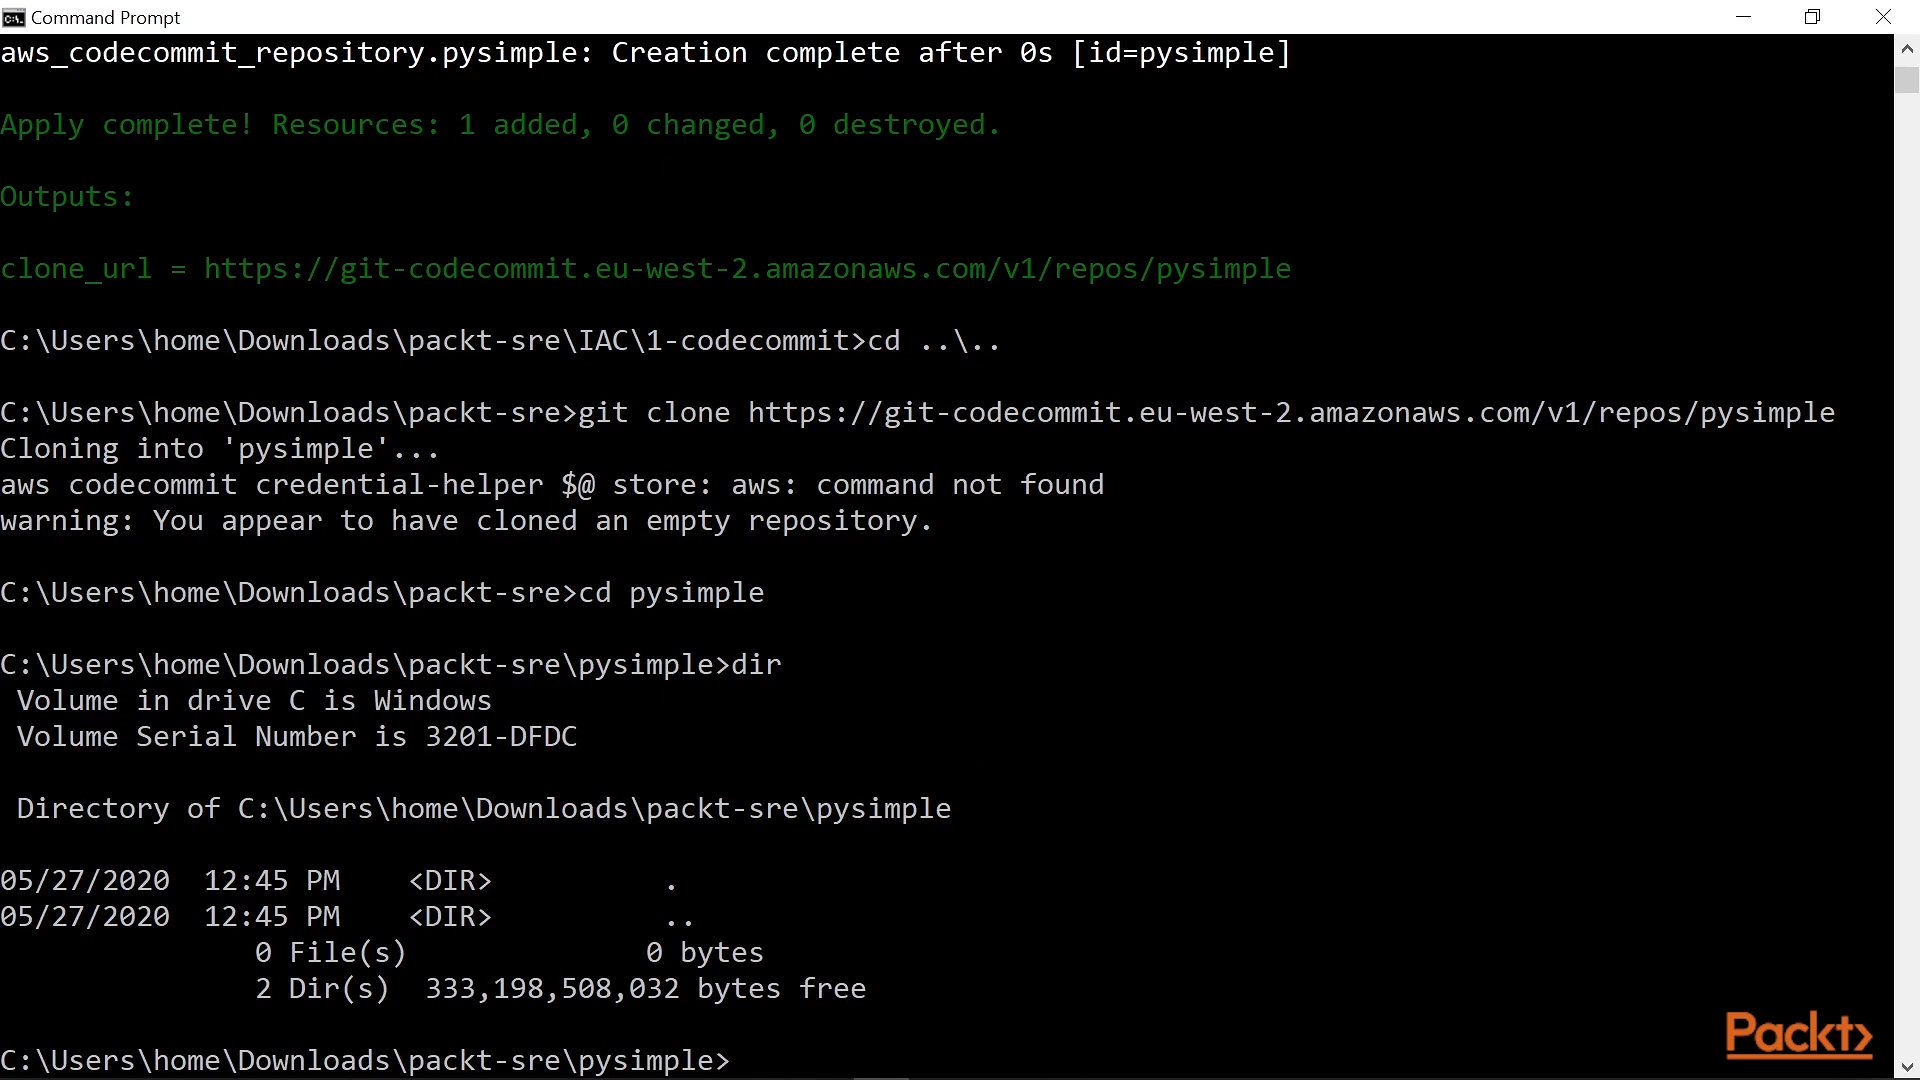 Command Prompt
aws_codecommit_repository.pysimple: Creation complete after 0s [id=pysimple]
Apply complete! Resources: 1 added, 0 changed, 0 destroyed.
Outputs:
clone_url = https://git-codecommit.eu-west-2.amazonaws.com/v1/repos/pysimple
C:\Users\home\Downloads\packt-sre\IAC\1-codecommit>cd ..\..
C:\Users\home\Downloads\packt-sre>git clone https://git-codecommit.eu-west-2.amazonaws.com/v1/repos/pysimple
Cloning into 'pysimple'...
aws codecommit credential-helper $@ store: aws: command not found
warning: You appear to have cloned an empty repository.
C:\Users\home\Downloads\packt-sre>cd pysimple
C:\Users\home\Downloads\packt-sre\pysimple>dir
 Volume in drive C is Windows
 Volume Serial Number is 3201-DFDC
 Directory of C:\Users\home\Downloads\packt-sre\pysimple
05/27/2020  12:45 PM    <DIR>          .
05/27/2020  12:45 PM    <DIR>          ..
               0 File(s)              0 bytes
               2 Dir(s)  333,198,508,032 bytes free
C:\Users\home\Downloads\packt-sre\pysimple>
Packt>